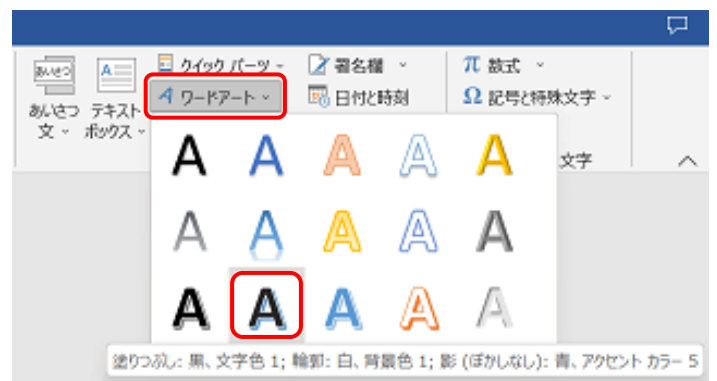 あいさつ
A
クイック パーツ
署名欄
π 数式
ワードアート
日付と時刻
Ω 記号と特殊文字
あいさつ
文
テキスト
ボックス
文字
A A A A A
A A A A A
A A A A A
塗りつぶし: 黒、文字色 1; 輪郭: 白、背景色 1; 影 (ぼかしなし): 青、アクセント カラー 5